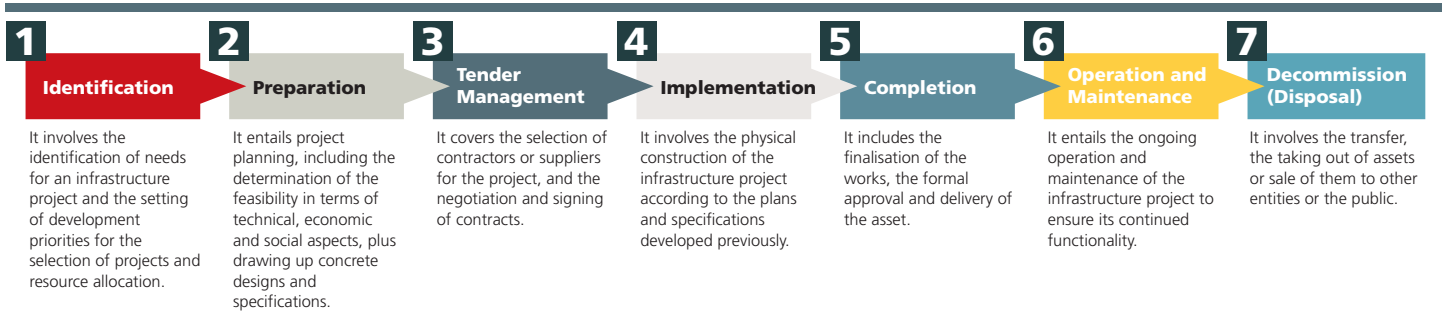 1
Identification
It involves the
identification of needs
for an infrastructure
project and the setting
of development
priorities for the
selection of projects and
resource allocation.
2
Preparation
It entails project
planning, including the
determination of the
feasibility in terms of
technical, economic
and social aspects, plus
drawing up concrete
designs and
specifications.
3
Tender
Management
It covers the selection of
contractors or suppliers
for the project, and the
negotiation and signing
of contracts.
4
Implementation
It involves the physical
construction of the
infrastructure project
according to the plans
and specifications
developed previously.
5
Completion
It includes the
finalisation of the
works, the formal
approval and delivery of
the asset.
6
Operation and
Maintenance
It entails the ongoing
operation and
maintenance of the
infrastructure project to
ensure its continued
functionality.
7
Decommission
(Disposal)
It involves the transfer,
the taking out of assets
or sale of them to other
entities or the public.